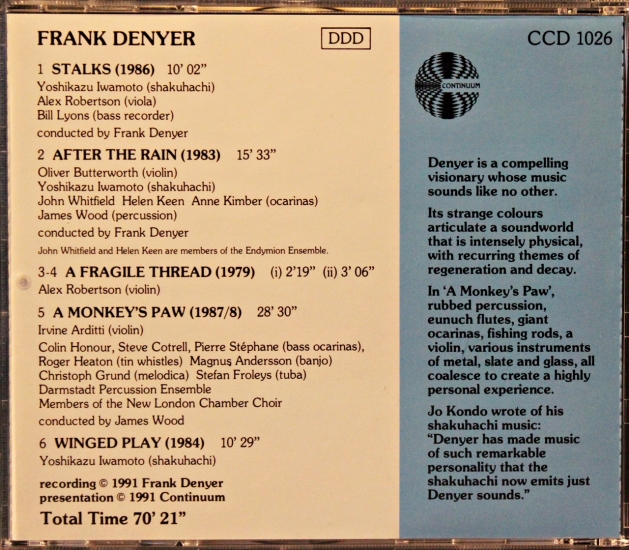 FRANK DENYER
DDD
1 STALKS (1986) 10' 02"
Yoshikazu Iwamoto (shakuhachi)
Alex Robertson (viola)
Bill Lyons (bass recorder)
conducted by Frank Denyer
2 AFTER THE RAIN (1983) 15' 33"
Oliver Butterworth (violin)
Yoshikazu Iwamoto (shakuhachi)
John Whitfield Helen Keen Anne Kimber (ocarinas)
James Wood (percussion)
conducted by Frank Denyer
John Whitfield and Helen Keen are members of the Endymion Ensemble.
3-4 A FRAGILE THREAD (1979) (i) 2'19" (ii) 3' 06"
Alex Robertson (violin)
5 A MONKEY'S PAW (1987/8) 28' 30"
Irvine Arditti (violin)
Colin Honour, Steve Cotrell, Pierre Stéphane (bass ocarinas),
Roger Heaton (tin whistles) Magnus Andersson (banjo)
Christoph Grund (melodica) Stefan Froleys (tuba)
Darmstadt Percussion Ensemble
Members of the New London Chamber Choir
conducted by James Wood
6 WINGED PLAY (1984) 10' 29"
Yoshikazu Iwamoto (shakuhachi)
recording © 1991 Frank Denyer
presentation © 1991 Continuum
Total Time 70' 21"
CCD 1026
CONTINUUM
Denyer is a compelling
visionary whose music
sounds like no other.
Its strange colours
articulate a soundworld
that is intensely physical,
with recurring themes of
regeneration and decay.
In 'A Monkey's Paw',
rubbed percussion,
eunuch flutes, giant
ocarinas, fishing rods, a
violin, various instruments
of metal, slate and glass, all
coalesce to create a highly
personal experience.
Jo Kondo wrote of his
shakuhachi music:
"Denyer has made music
of such remarkable
personality that the
shakuhachi now emits just
Denyer sounds."